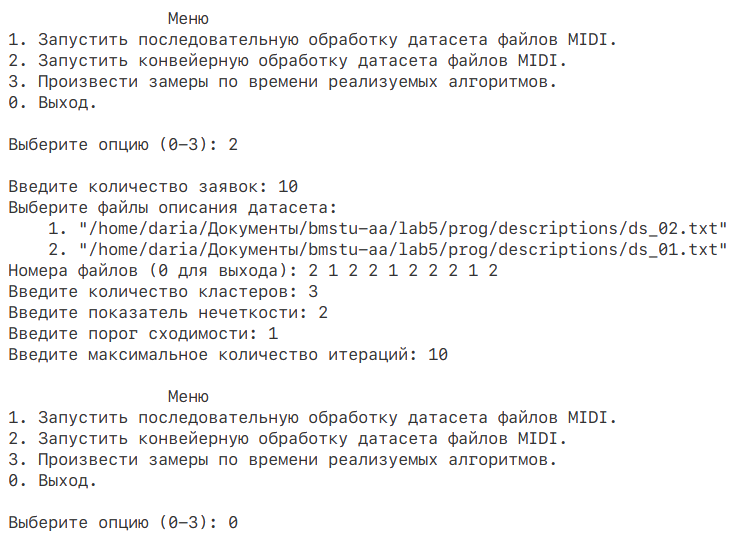 Меню
1. Запустить последовательную обработку датасета файлов MIDI.
2. Запустить конвейерную обработку датасета файлов MIDI.
3. Произвести замеры по времени реализуемых алгоритмов.
0. Выход.
Выберите опцию (0-3): 2
Введите количество заявок: 10
Выберите файлы описания датасета:
1. "/home/daria/Документы/bmstu-aa/lab5/prog/descriptions/ds_02.txt"
2. "/home/daria/Документы/bmstu-aa/lab5/prog/descriptions/ds_01.txt"
Номера файлов (0 для выхода): 2 1 2 2 1 2 2 2 1 2
Введите количество кластеров: 3
Введите показатель нечеткости: 2
Введите порог сходимости: 1
Введите максимальное количество итераций: 10
Меню
1. Запустить последовательную обработку датасета файлов MIDI.
2. Запустить конвейерную обработку датасета файлов MIDI.
3. Произвести замеры по времени реализуемых алгоритмов.
0. Выход.
Выберите опцию (0-3): 0